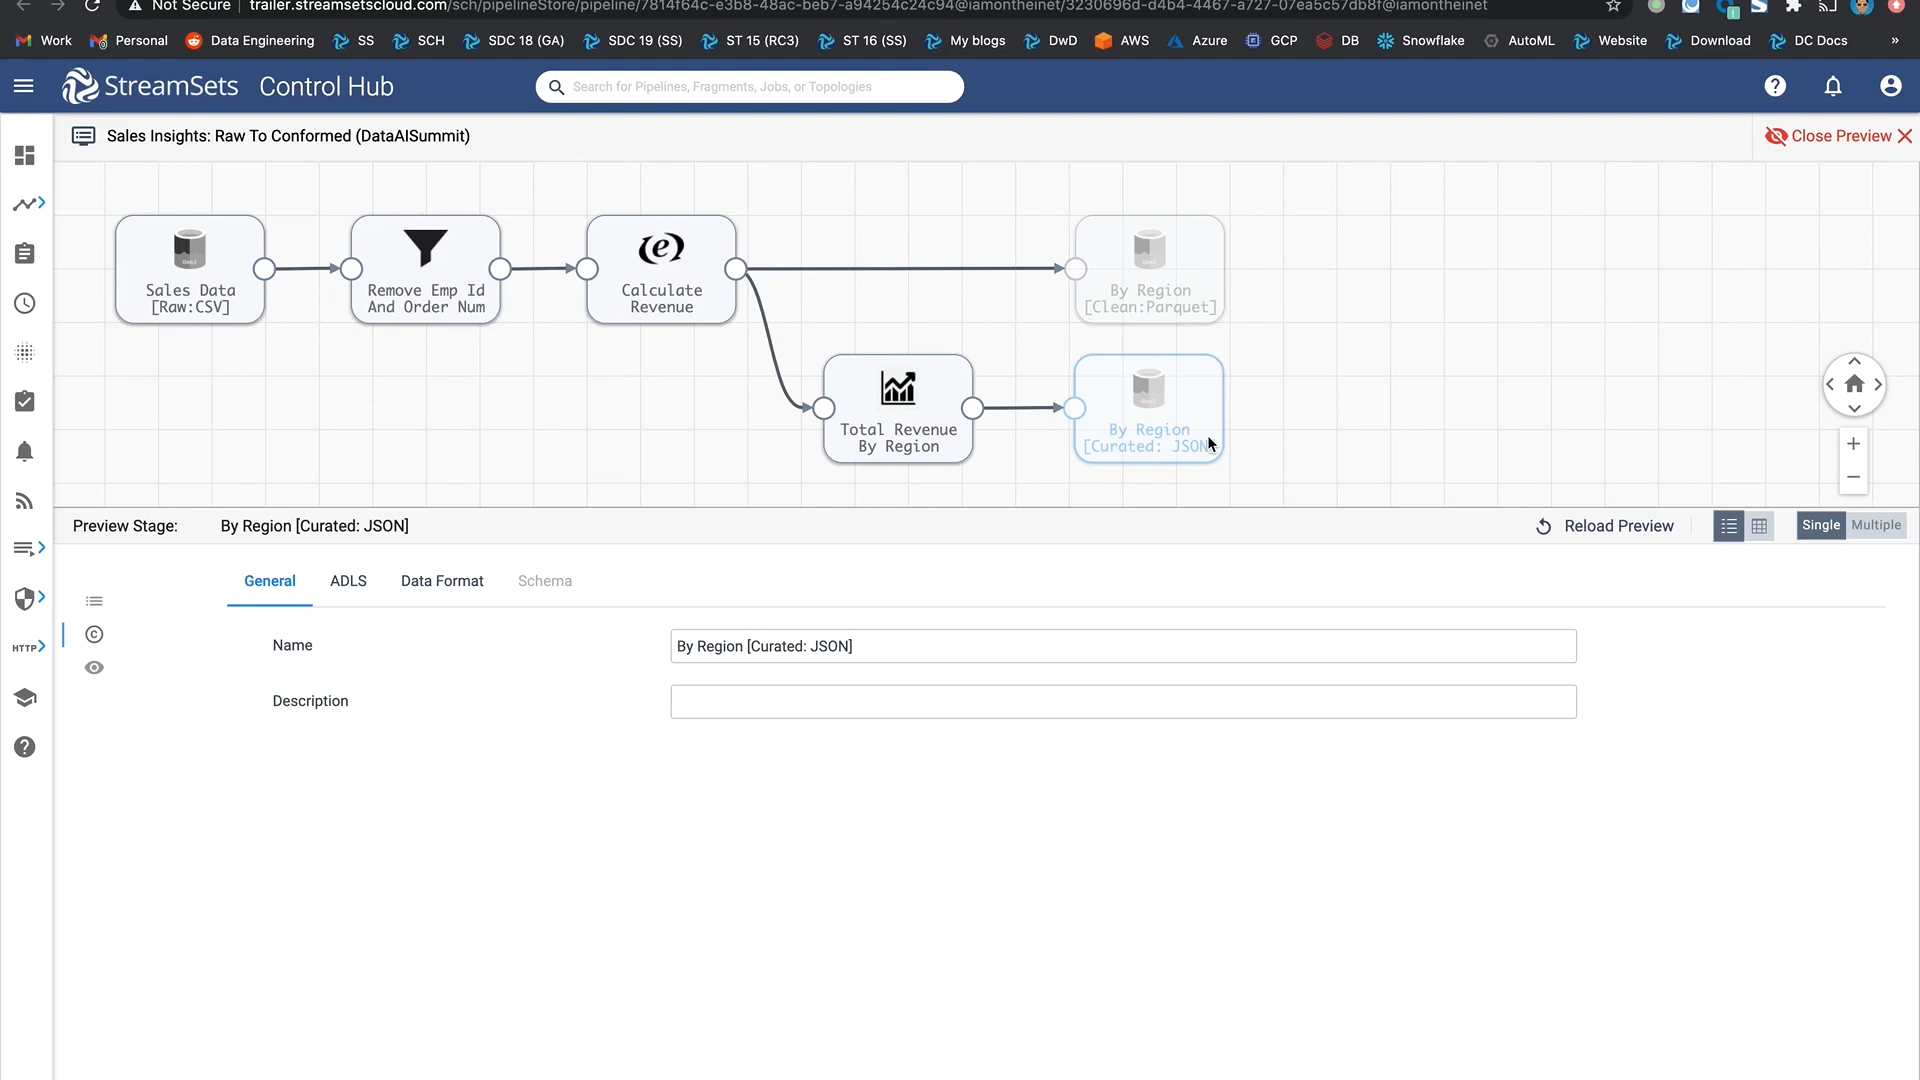 Not Secure | trailer.streamsetscloud.com/sch/pipelineStore/pipeline/7814f64c-e3b8-48ac-beb7-a94254c24c94@iamontheinet/3230696d-d4b4-4467-a727-07ea5c57db8f@iamontheinet
Work Personal Data Engineering SS SCH SDC 18 (GA) SDC 19 (SS) ST 15 (RC3) ST 16 (SS) My blogs DwD AWS Azure GCP DB Snowflake AutoML Website Download DC Docs »
StreamSets Control Hub Search for Pipelines, Fragments, Jobs, or Topologies
Sales Insights: Raw To Conformed (DataAISummit) Close Preview
Sales Data
[Raw:CSV]
Remove Emp Id
And Order Num
Calculate
Revenue
By Region
[Clean:Parquet]
Total Revenue
By Region
By Region
[Curated: JSON]
Preview Stage: By Region [Curated: JSON] Reload Preview Single Multiple
General ADLS Data Format Schema
Name By Region [Curated: JSON]
Description
HTTP